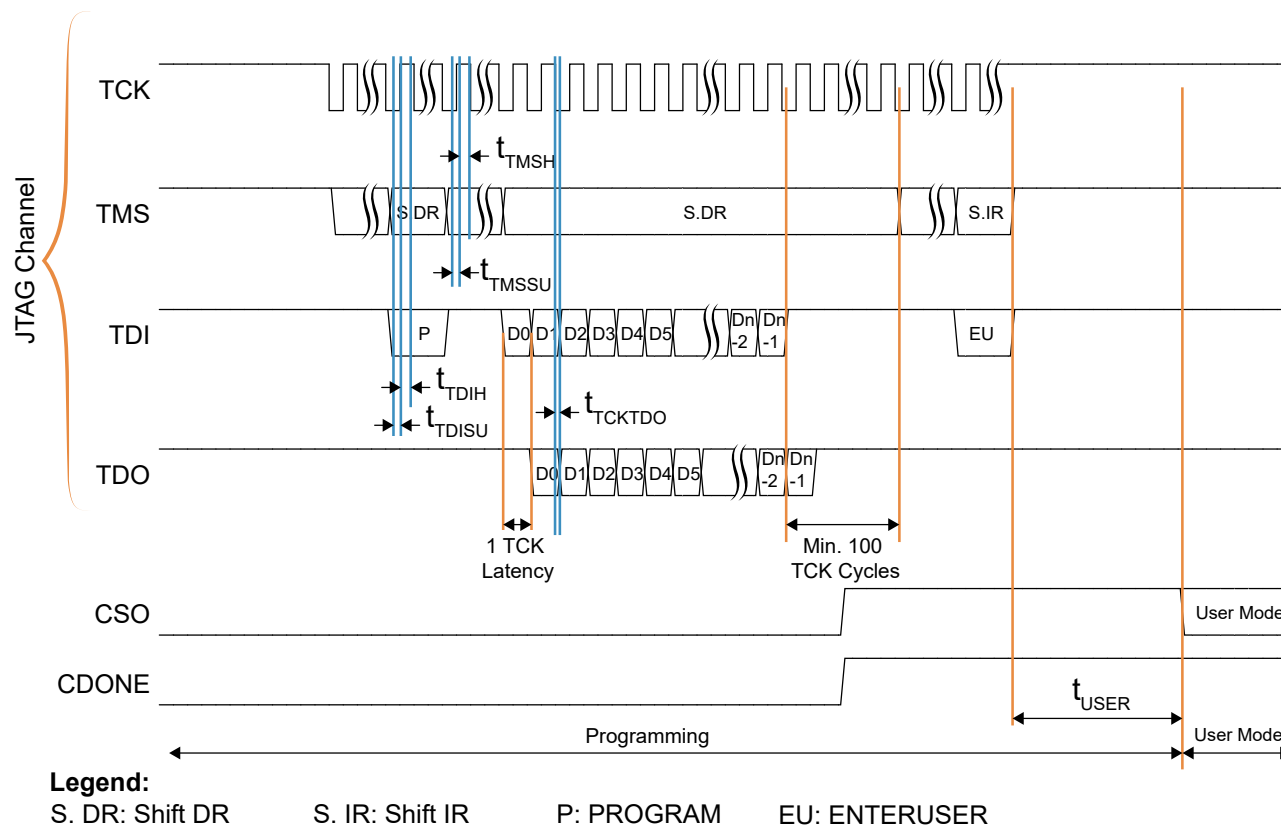 JTAG Channel
TCK
t TMSH
TMS
S.DR
S.DR
S.IR
t TMSSU
TDI
P
D0
D1
D2
D3
D4
D5
Dn
-2
Dn
-1
EU
t TDIH
t TDISU
t TCKTDO
TDO
D0
D1
D2
D3
D4
D5
Dn
-2
Dn
-1
1 TCK
Latency
Min. 100
TCK Cycles
CSO
User Mode
CDONE
t USER
Programming
User Mode
Legend:
S. DR: Shift DR
S. IR: Shift IR
P: PROGRAM
EU: ENTERUSER